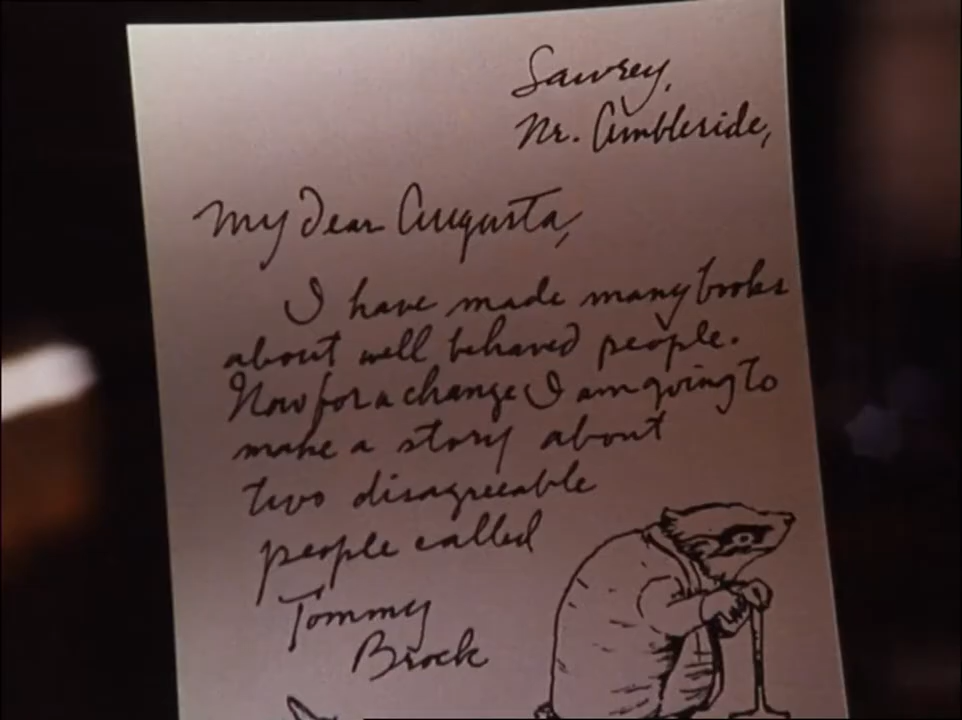 Sawrey,
Nr. Ambleside,
My dear Augusta,
I have made many books
about well behaved people.
Now for a change I am going to
make a story about
two disagreeable
people called
Tommy
Brock